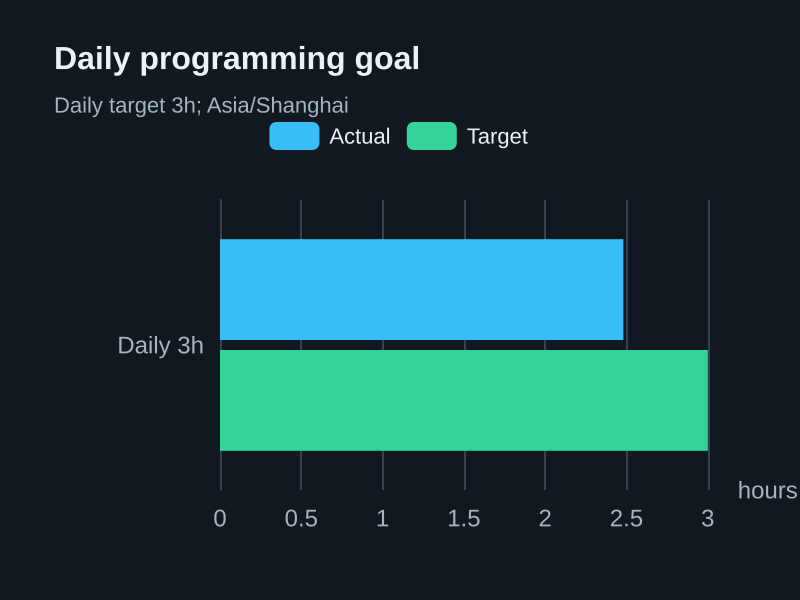 Daily programming goal
Daily target 3h; Asia/Shanghai
Actual Target
Daily 3h
hours
0 0.5 1 1.5 2 2.5 3